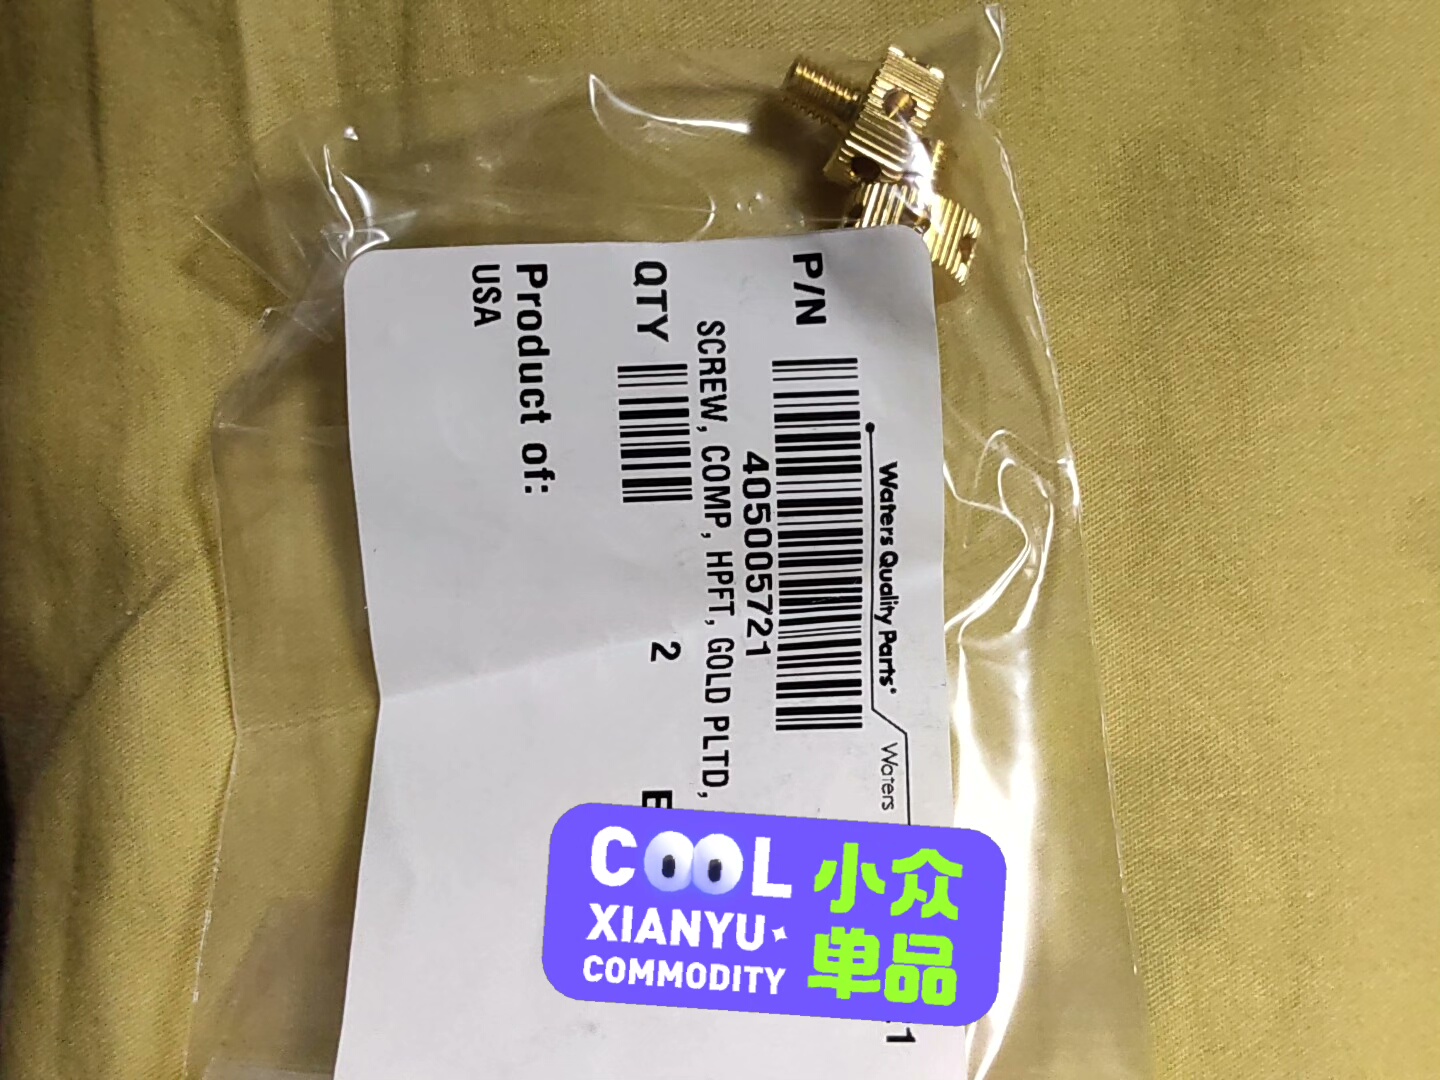 Waters Quality Parts®
Waters
P/N
405005721
SCREW, COMP, HPFT, GOLD PLTD,
QTY
2
Product of:
USA
COOL
XIANYU
COMMODITY
小众
单品